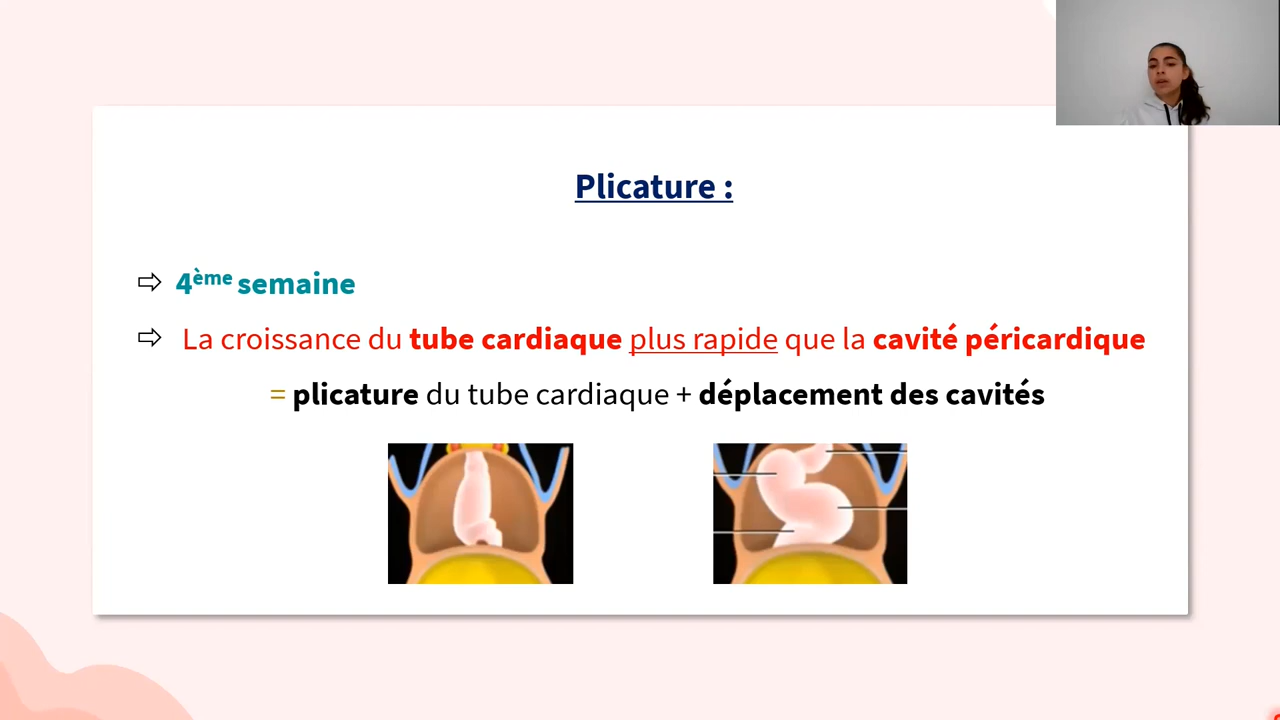 Plicature :
⇨ 4ème semaine
⇨ La croissance du tube cardiaque plus rapide que la cavité péricardique
= plicature du tube cardiaque + déplacement des cavités